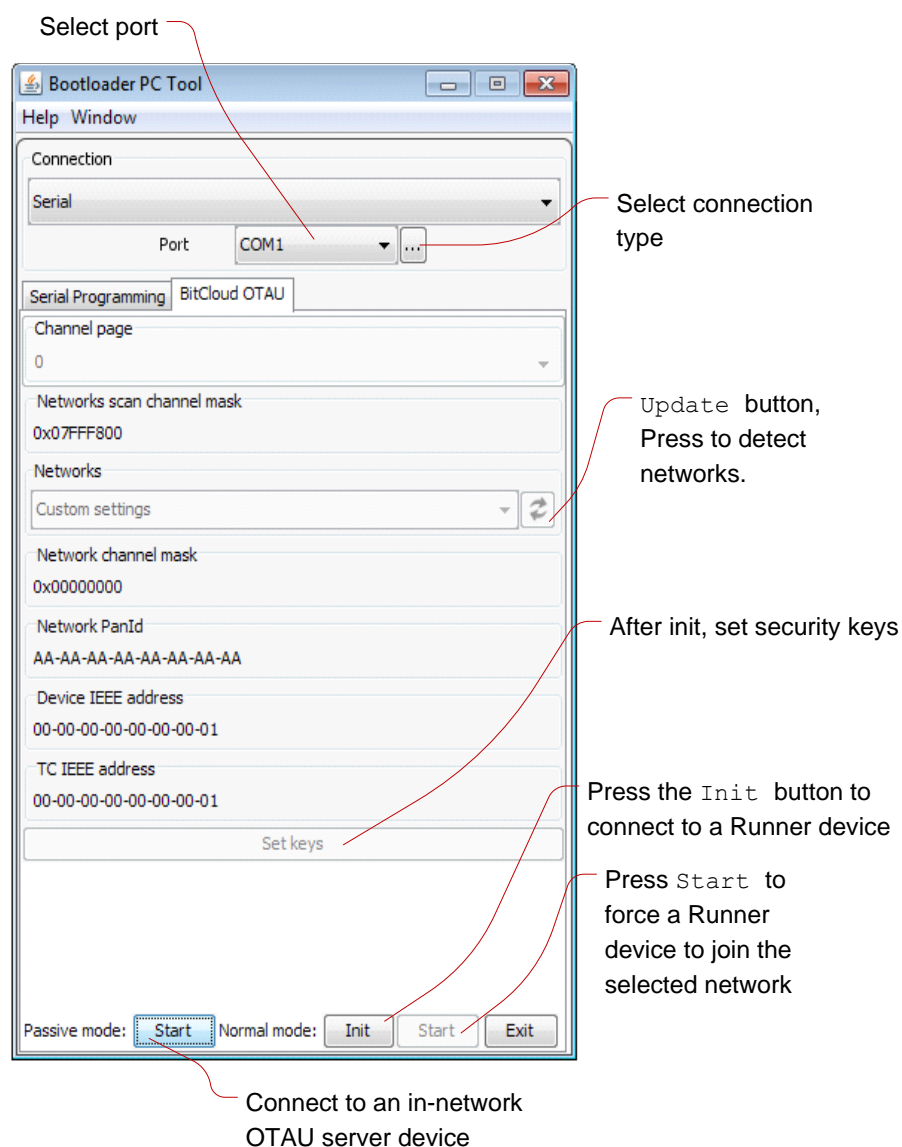 Select port
Bootloader PC Tool
Help Window
Connection
Serial
Select connection
type
Port COM1 ...
Serial Programming BitCloud OTAU
Channel page
0
Networks scan channel mask
0x07FFF800
Update button,
Press to detect
networks.
Networks
Custom settings
Network channel mask
0x00000000
Network PanId
AA-AA-AA-AA-AA-AA-AA-AA
After init, set security keys
Device IEEE address
00-00-00-00-00-00-00-01
TC IEEE address
00-00-00-00-00-00-00-01
Press the Init button to
connect to a Runner device
Set keys
Press Start to
force a Runner
device to join the
selected network
Passive mode: Start Normal mode: Init Start Exit
Connect to an in-network
OTAU server device